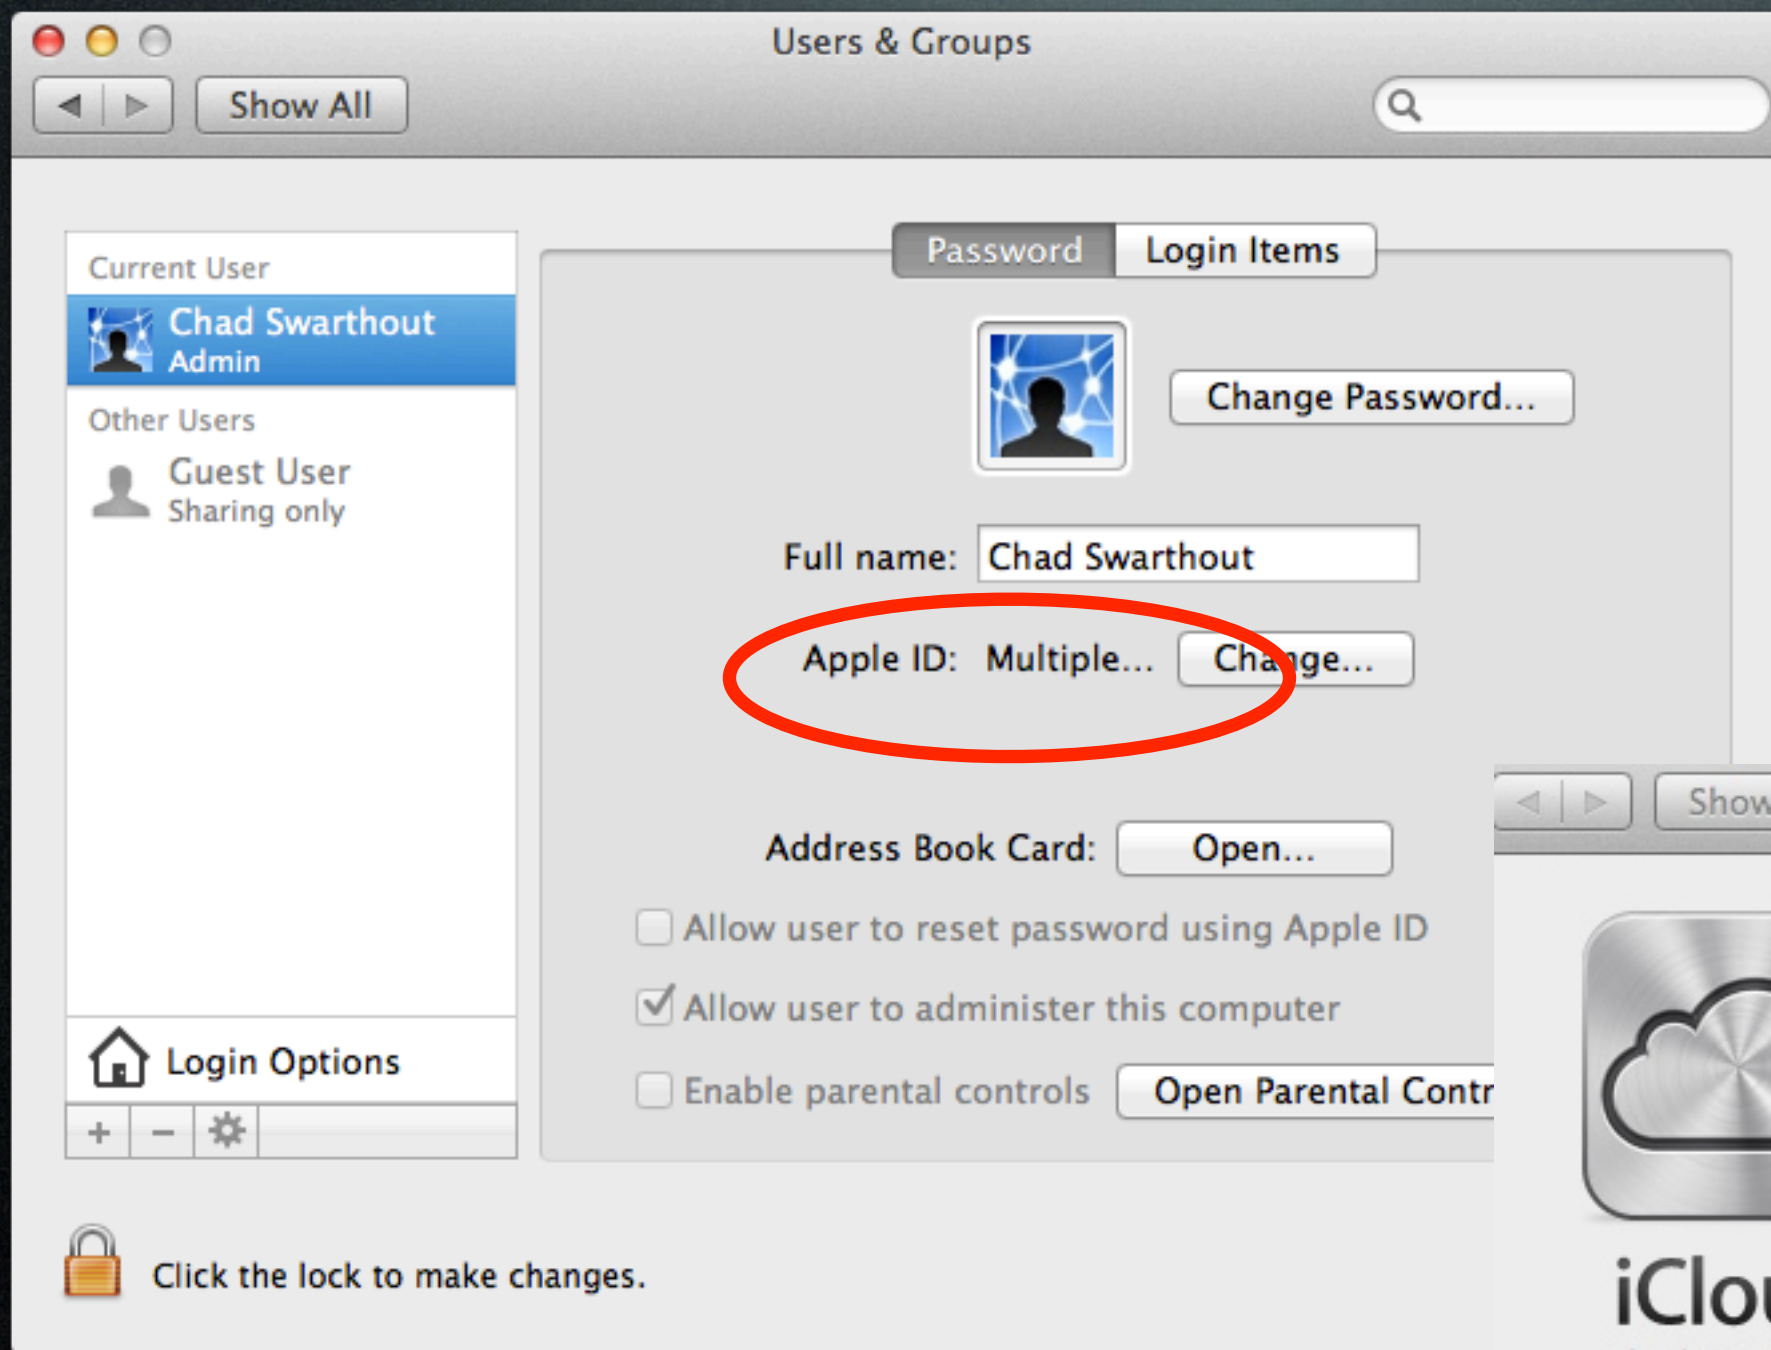 Users & Groups
Show All
Current User
Chad Swarthout
Admin
Other Users
Guest User
Sharing only
Login Options
Password
Login Items
Change Password...
Full name: Chad Swarthout
Apple ID: Multiple... Change...
Address Book Card: Open...
Allow user to reset password using Apple ID
Allow user to administer this computer
Enable parental controls
Open Parental Contr
Click the lock to make changes.
Show
iClou